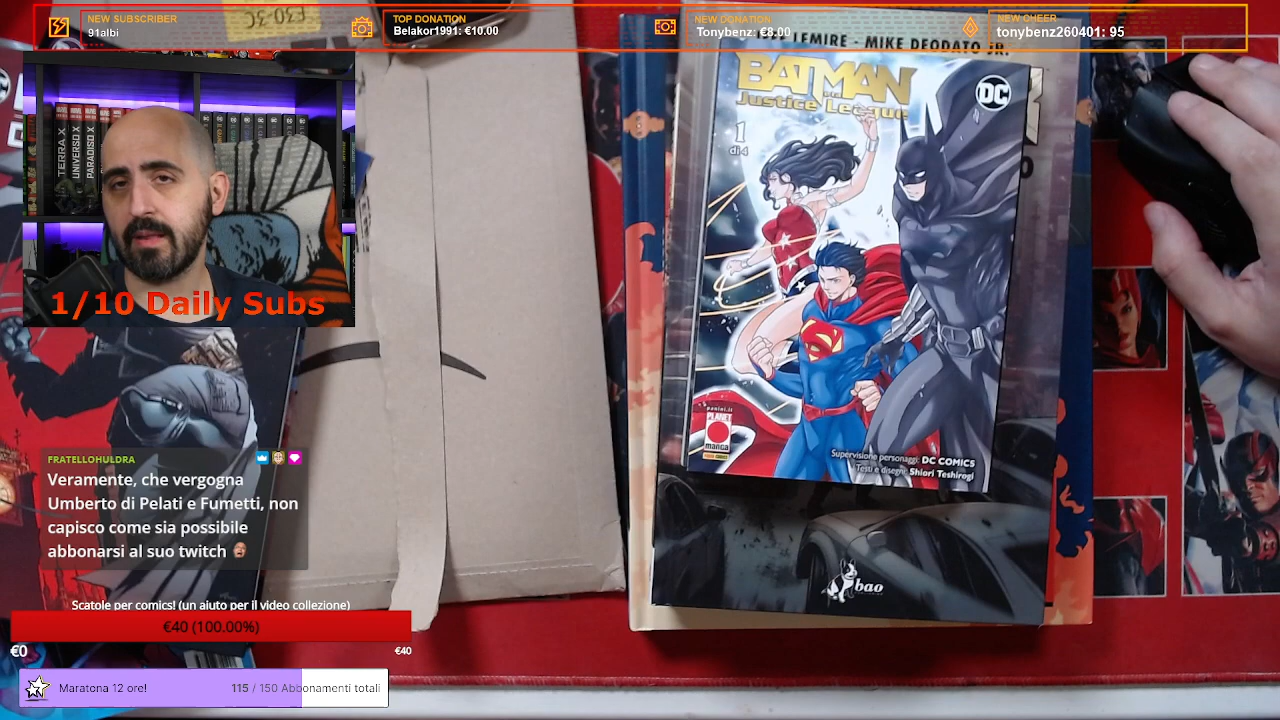 NEW SUBSCRIBER
91albi
TOP DONATION
Belakor1991: €10.00
NEW DONATION
Tonybenz: €8.00
NEW CHEER
tonybenz260401: 95
F30-3C
LEMIRE - MIKE DEODATO JR.
BATMAN
Justice League
DC
1
di 4
TERRA X
UNIVERSO X
PARADISO X
1/10 Daily Subs
FRATELLOHULDRA
Veramente, che vergogna
Umberto di Pelati e Fumetti, non
capisco come sia possibile
abbonarsi al suo twitch
panini.it
PLANET
manga
Supervisione personaggi: DC COMICS
Testi e disegni: Shiori Teshirogi
bao
Scatole per comics! (un aiuto per il video collezione)
€40 (100.00%)
€0
€40
Maratona 12 ore!
115 / 150 Abbonamenti totali